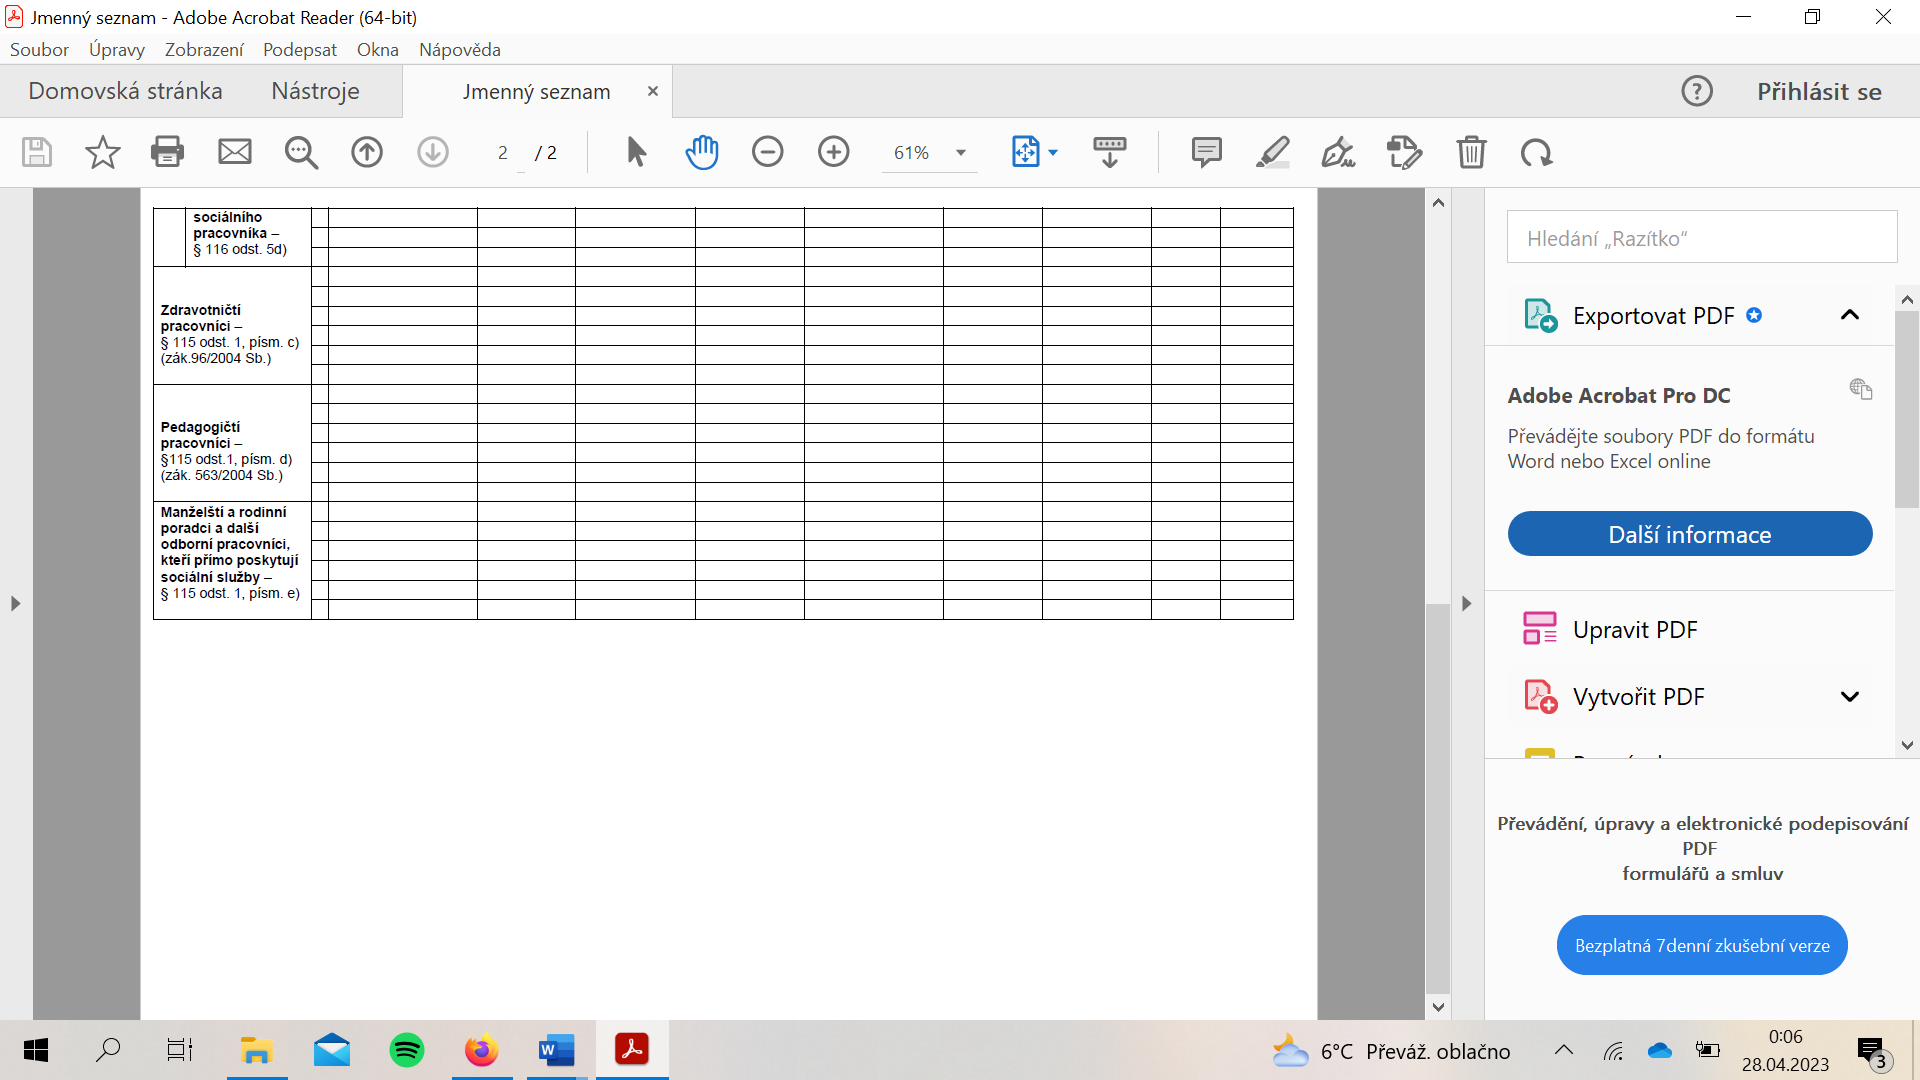 Jmenný seznam - Adobe Acrobat Reader (64-bit)
Soubor Úpravy Zobrazení Podepsat Okna Nápověda
Domovská stránka Nástroje Jmenný seznam × Přihlásit se
2 / 2 61%
sociálního
pracovníka –
§ 116 odst. 5d)
Zdravotničtí
pracovníci –
§ 115 odst. 1, písm. c)
(zák.96/2004 Sb.)
Pedagogičtí
pracovníci –
§115 odst.1, písm. d)
(zák. 563/2004 Sb.)
Manželští a rodinní
poradci a další
odborní pracovníci,
kteří přímo poskytují
sociální služby –
§ 115 odst. 1, písm. e)
Hledání „Razítko“
Exportovat PDF
Adobe Acrobat Pro DC
Převádějte soubory PDF do formátu
Word nebo Excel online
Další informace
Upravit PDF
Vytvořit PDF
Převádění, úpravy a elektronické podepisování
PDF
formulářů a smluv
Bezplatná 7denní zkušební verze
6°C Převáž. oblačno
0:06
28.04.2023
3